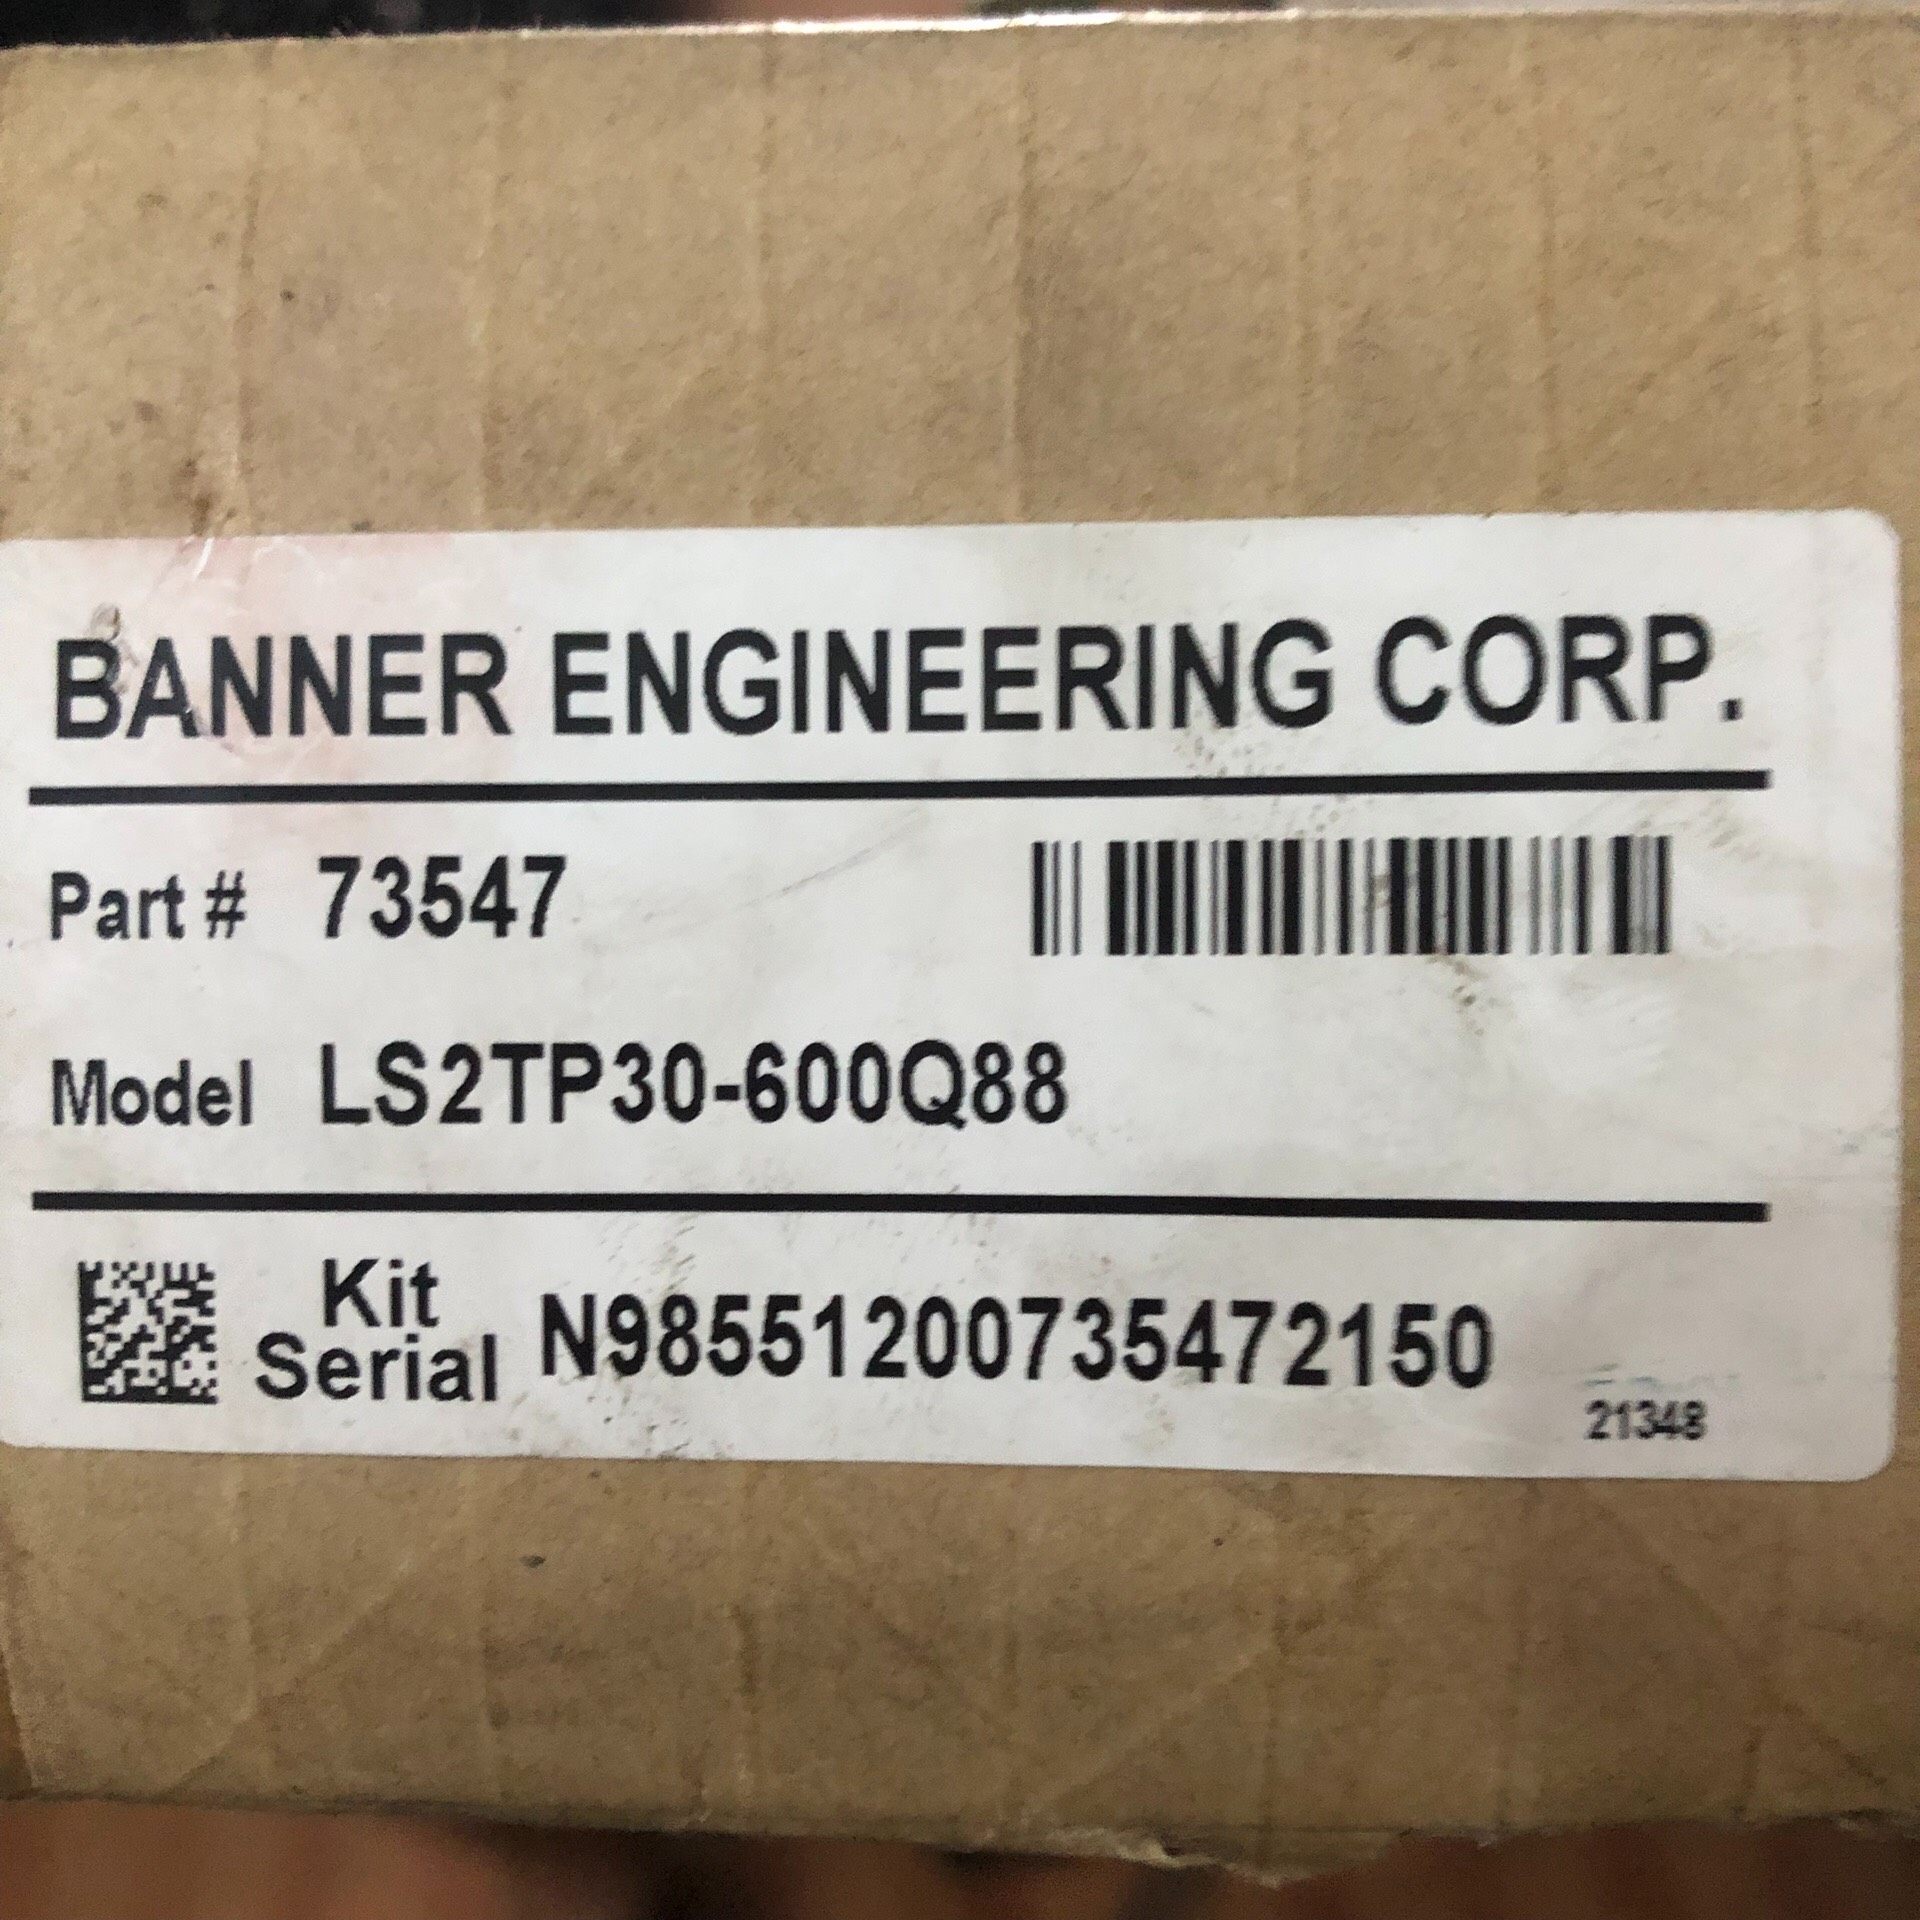 BANNER ENGINEERING CORP.
Part # 73547
Model LS2TP30-600Q88
Kit
Serial N98551200735472150
21348